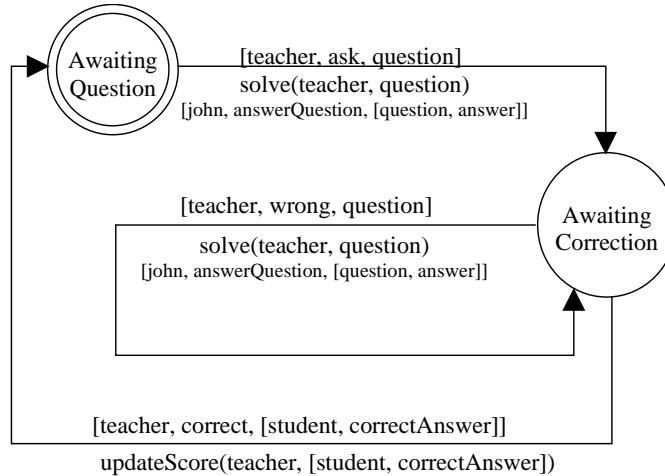 Awaiting
Question
[teacher, ask, question]
solve(teacher, question)
[john, answerQuestion, [question, answer]]
[teacher, wrong, question]
solve(teacher, question)
[john, answerQuestion, [question, answer]]
Awaiting
Correction
[teacher, correct, [student, correctAnswer]]
updateScore(teacher, [student, correctAnswer])